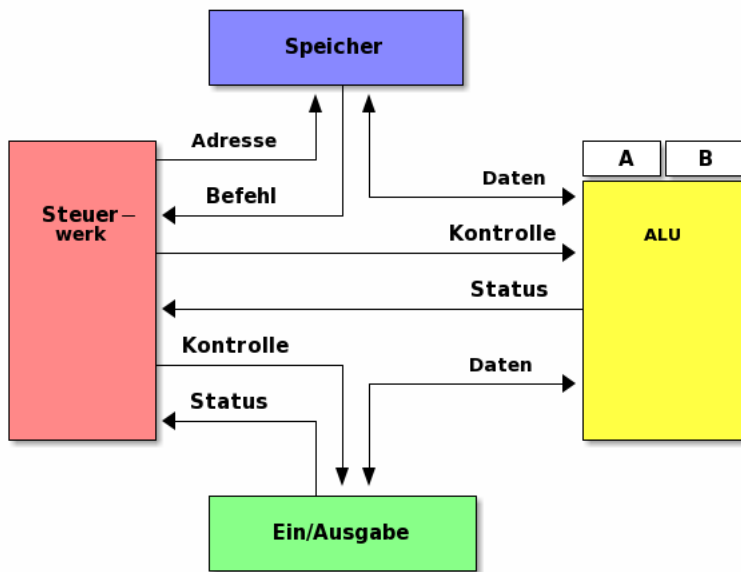 Speicher
Adresse
A
B
Daten
Befehl
Steuer–
werk
Kontrolle
ALU
Status
Kontrolle
Daten
Status
Ein/Ausgabe